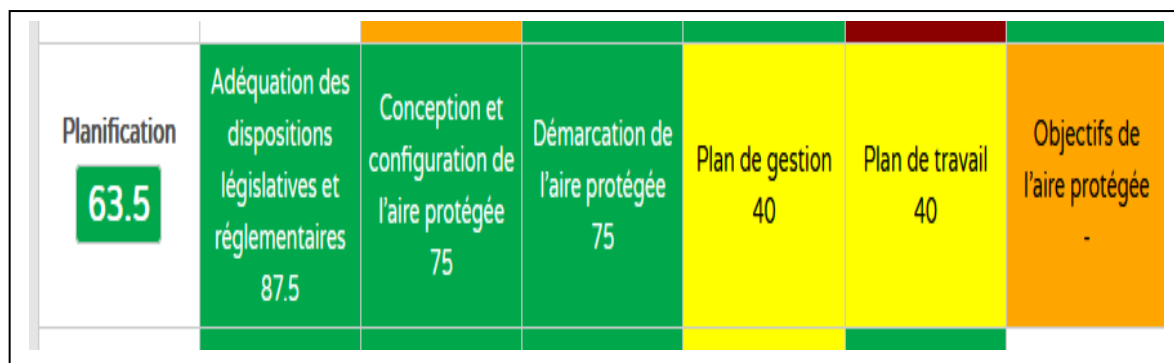 Planification
63.5
Adéquation des
dispositions
législatives et
réglementaires
87.5
Conception et
configuration de
l'aire protégée
75
Démarcation de
l'aire protégée
75
Plan de gestion
40
Plan de travail
40
Objectifs de
l'aire protégée
-